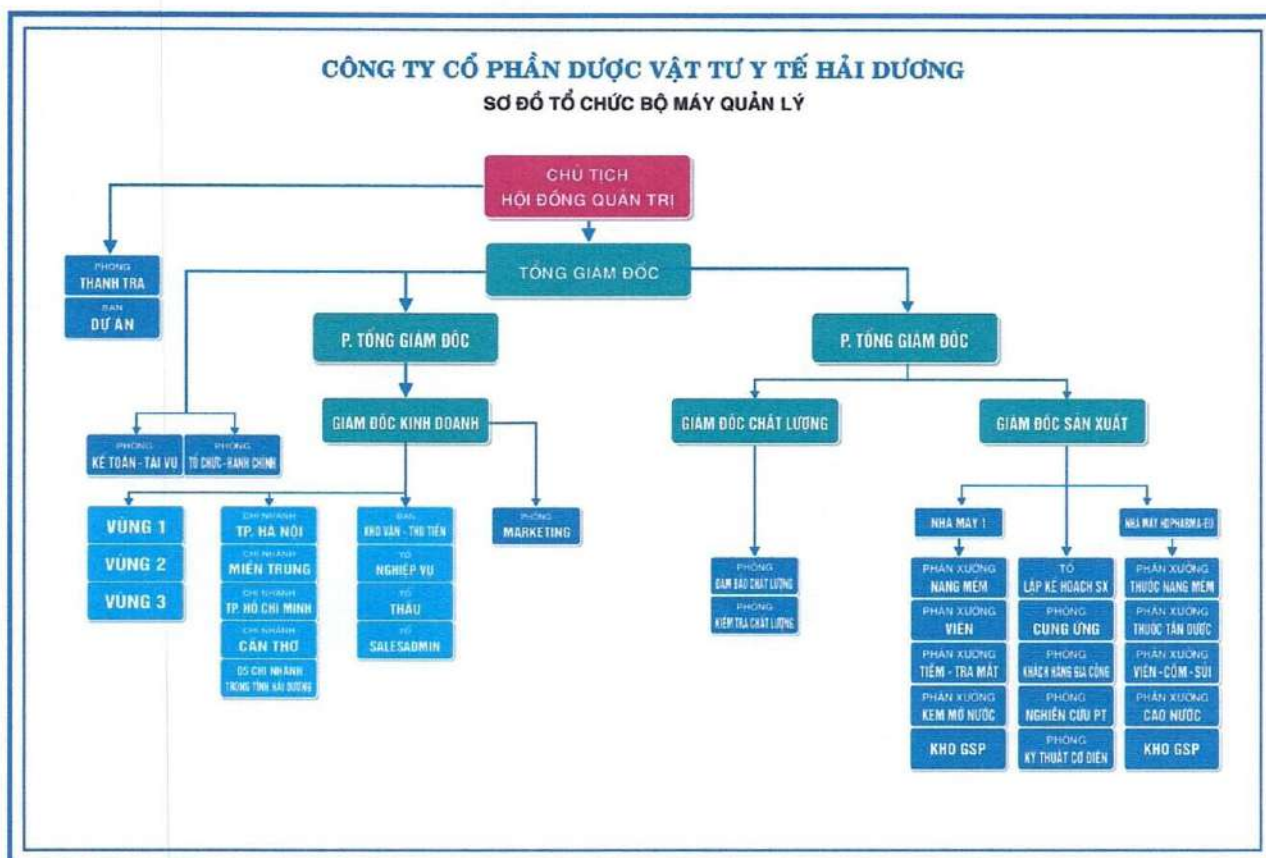 CÔNG TY CỔ PHẦN DƯỢC VẬT TƯ Y TẾ HẢI DƯƠNG
SƠ ĐỒ TỔ CHỨC BỘ MÁY QUẢN LÝ
CHỦ TỊCH
HỘI ĐỒNG QUẢN TRỊ
TỔNG GIÁM ĐỐC
PHÒNG
THANH TRA
BAN
DỰ ÁN
P. TỔNG GIÁM ĐỐC
P. TỔNG GIÁM ĐỐC
GIÁM ĐỐC KINH DOANH
GIÁM ĐỐC CHẤT LƯỢNG
GIÁM ĐỐC SẢN XUẤT
PHÒNG
KẾ TOÁN - TÀI VỤ
PHÒNG
TỔ CHỨC - HÀNH CHÍNH
VÙNG 1
VÙNG 2
VÙNG 3
CHI NHÁNH
TP. HÀ NỘI
CHI NHÁNH
MIỀN TRUNG
CHI NHÁNH
TP. HỒ CHÍ MINH
CHI NHÁNH
CẦN THƠ
05 CHI NHÁNH
TRONG TỈNH HẢI DƯƠNG
BAN
KHO VẬN - THU TIỀN
TỔ
NGHIỆP VỤ
TỔ
THẦU
TỔ
SALESADMIN
PHÒNG
MARKETING
PHÒNG
ĐẢM BẢO CHẤT LƯỢNG
PHÒNG
KIỂM TRA CHẤT LƯỢNG
NHÀ MÁY 1
PHÂN XƯỞNG
NANG MỀM
PHÂN XƯỞNG
VIÊN
PHÂN XƯỞNG
TIÊM - TRA MẮT
PHÂN XƯỞNG
KEM MỠ NƯỚC
KHO GSP
TỔ
LẬP KẾ HOẠCH SX
PHÒNG
CUNG ỨNG
PHÒNG
KHÁCH HÀNG GIA CÔNG
PHÒNG
NGHIÊN CỨU PT
PHÒNG
KỸ THUẬT CƠ ĐIỆN
NHÀ MÁY HDPHARMA-EU
PHÂN XƯỞNG
THUỐC NANG MỀM
PHÂN XƯỞNG
THUỐC TÂN DƯỢC
PHÂN XƯỞNG
VIÊN - CỐM - SỦI
PHÂN XƯỞNG
CAO NƯỚC
KHO GSP